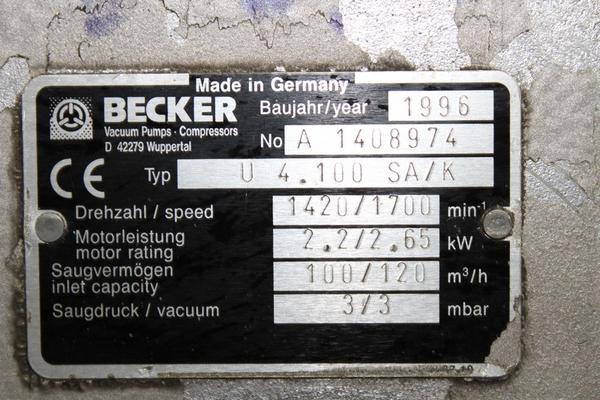 Made in Germany
BECKER
Vacuum Pumps · Compressors
D 42279 Wuppertal
Baujahr/year 1996
No A 1408974
CE
Typ U 4.100 SA/K
Drehzahl / speed 1420/1700 min-¹
Motorleistung
motor rating 2.2/2.65 kW
Saugvermögen
inlet capacity 100/120 m³/h
Saugdruck / vacuum 3/3 mbar